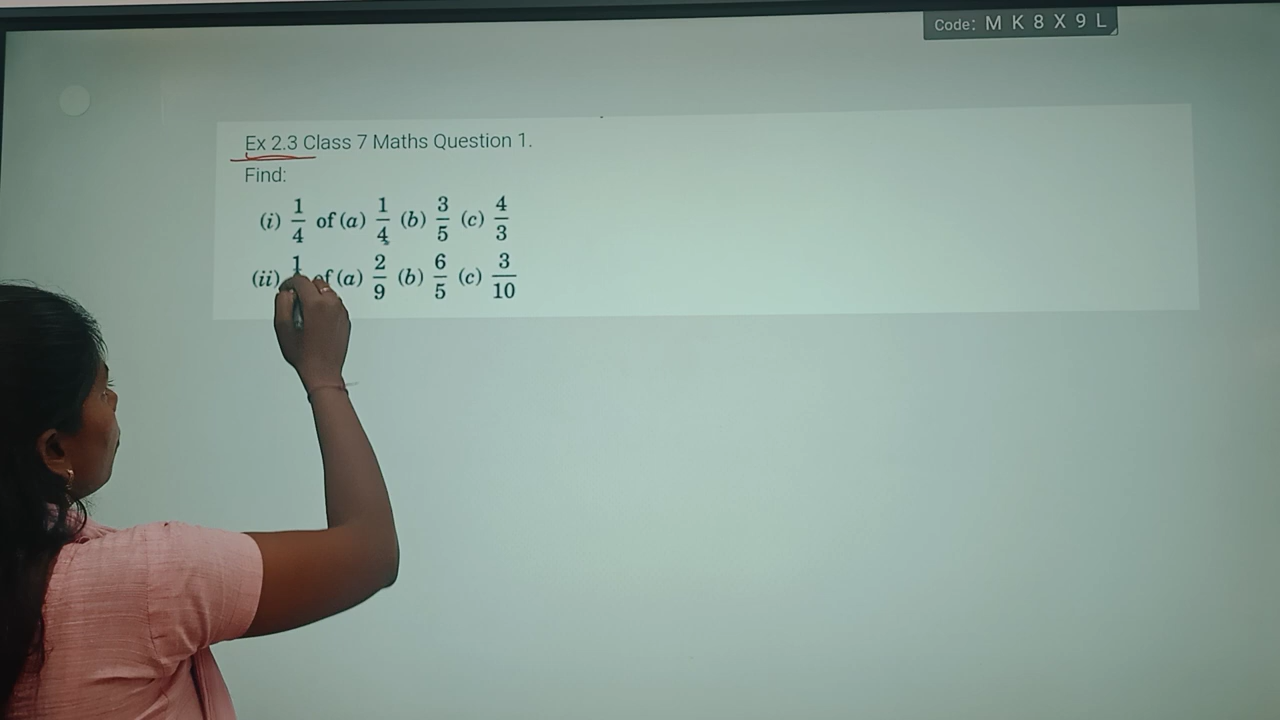 Code: M K 8 X 9 L
Ex 2.3 Class 7 Maths Question 1.
Find:
(i) 1/4 of (a) 1/4 (b) 3/5 (c) 4/3
(ii) 1 of (a) 2/9 (b) 6/5 (c) 3/10